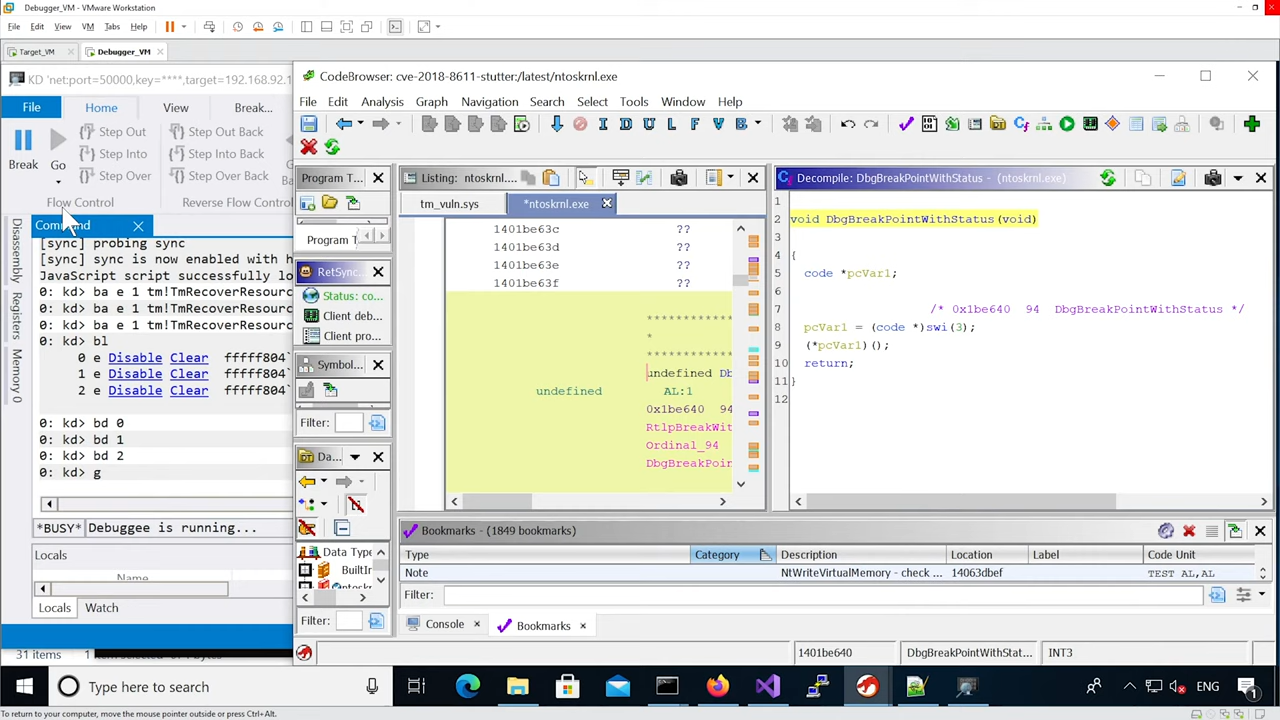 Debugger_VM - VMware Workstation
File Edit View VM Tabs Help
Target_VM Debugger_VM
KD 'net:port=50000,key=****,target=192.168.92.1
File Home View Break...
Break Go
Step Out Step Out Back
Step Into Step Into Back
Step Over Step Over Back
Flow Control Reverse Flow Control
Disassembly
Registers
Memory 0
Command
[sync] probing sync
[sync] sync is now enabled with h
JavaScript script successfully lo
0: kd> ba e 1 tm!TmRecoverResourc
0: kd> ba e 1 tm!TmRecoverResourc
0: kd> ba e 1 tm!TmRecoverResourc
0: kd> bl
0 e Disable Clear fffff804`
1 e Disable Clear fffff804`
2 e Disable Clear fffff804`
0: kd> bd 0
0: kd> bd 1
0: kd> bd 2
0: kd> g
*BUSY* Debuggee is running...
Locals
Name
Locals Watch
31 items
CodeBrowser: cve-2018-8611-stutter:/latest/ntoskrnl.exe
File Edit Analysis Graph Navigation Search Select Tools Window Help
I D U L F V B
Program T...
Program T
RetSync...
Status: co...
Client deb...
Client pro...
Symbol...
Filter:
Da...
Data Type
BuiltIn
ntoskrn
Filter:
Listing: ntoskrnl....
tm_vuln.sys *ntoskrnl.exe
1401be63c ??
1401be63d ??
1401be63e ??
1401be63f ??
*************
*
*************
undefined Db
undefined AL:1
0x1be640 94
RtlpBreakWit
Ordinal_94
DbgBreakPoin
Decompile: DbgBreakPointWithStatus - (ntoskrnl.exe)
1
2 void DbgBreakPointWithStatus(void)
3
4 {
5 code *pcVar1;
6
7 /* 0x1be640 94 DbgBreakPointWithStatus */
8 pcVar1 = (code *)swi(3);
9 (*pcVar1)();
10 return;
11 }
12
Bookmarks - (1849 bookmarks)
Type Category Description Location Label Code Unit
Note NtWriteVirtualMemory - check ... 14063dbef TEST AL,AL
Filter:
Console Bookmarks
1401be640 DbgBreakPointWithStat... INT3
Type here to search
ENG
1
To return to your computer, move the mouse pointer outside or press Ctrl+Alt.